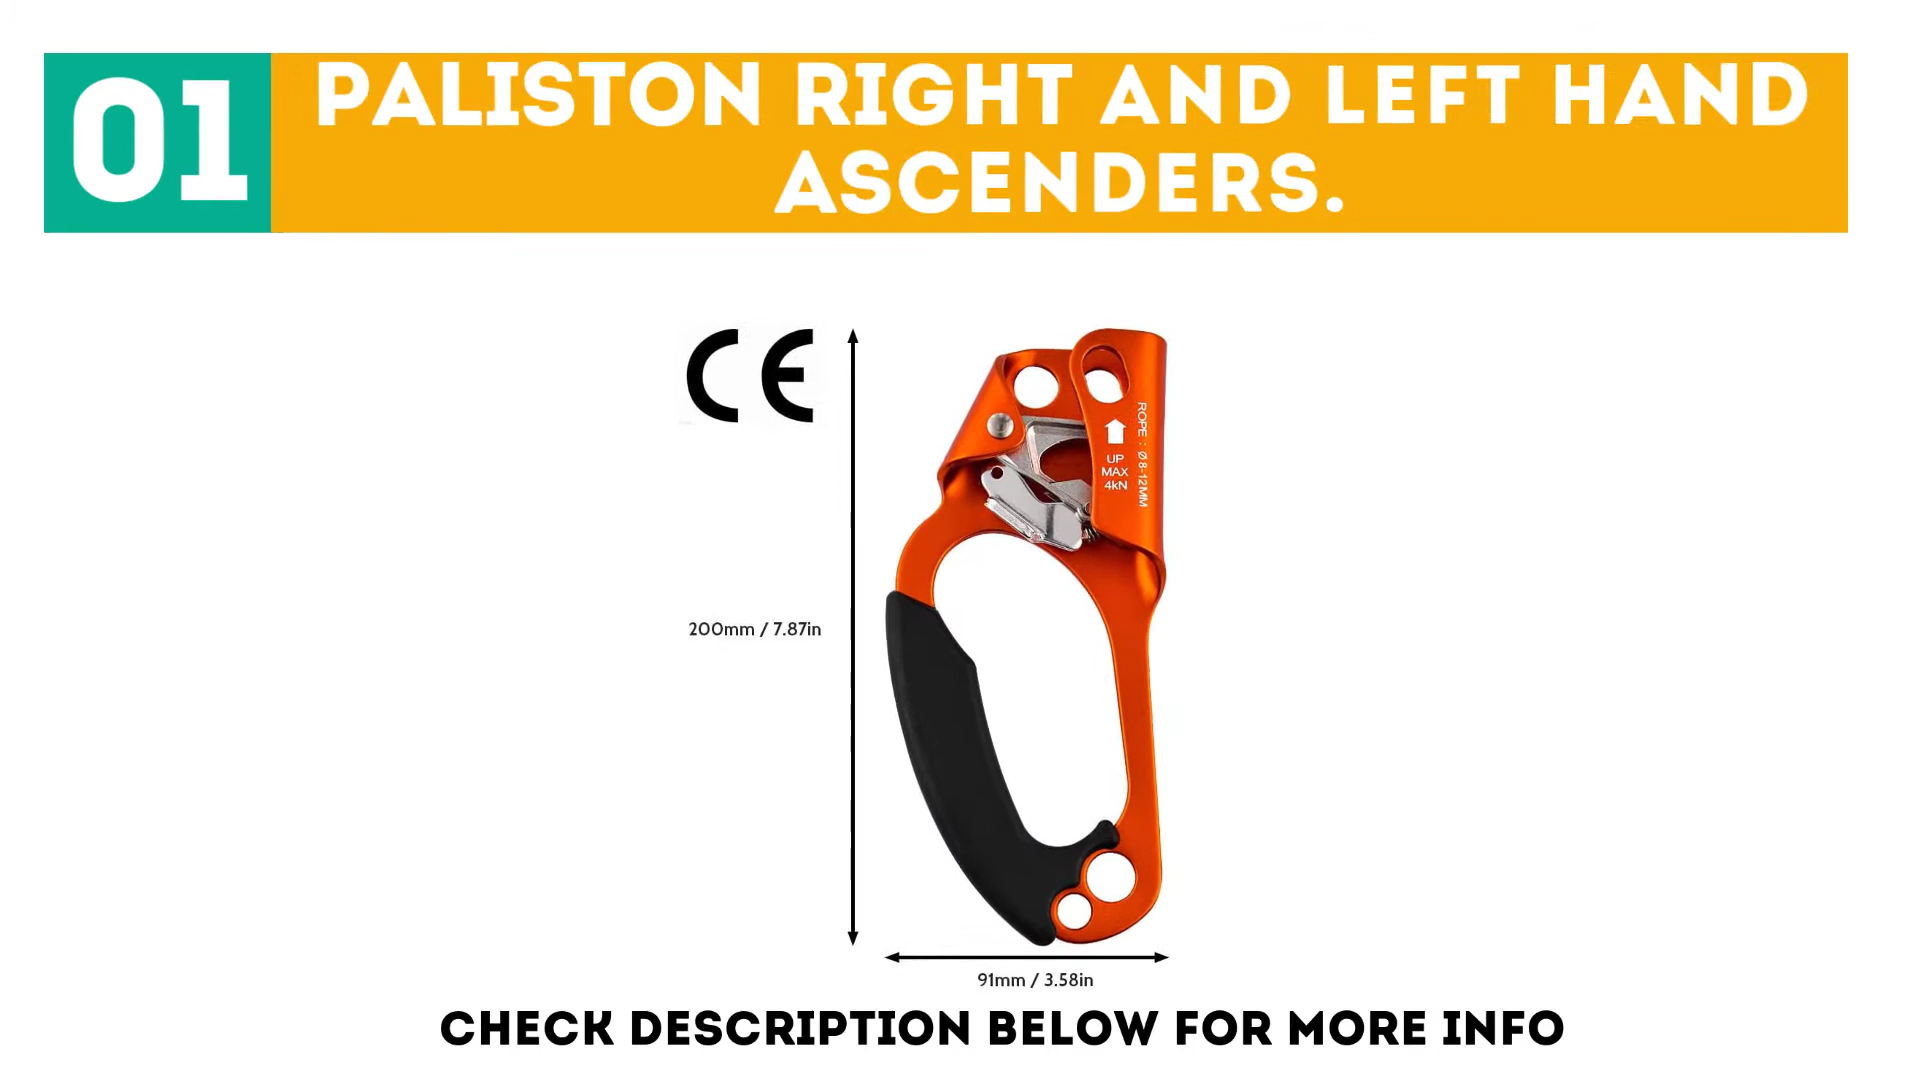 01
PALISTON RIGHT AND LEFT HAND
ASCENDERS.
CE
ROPE : Ø8-12MM
UP
MAX
4kN
200mm / 7.87in
91mm / 3.58in
CHECK DESCRIPTION BELOW FOR MORE INFO